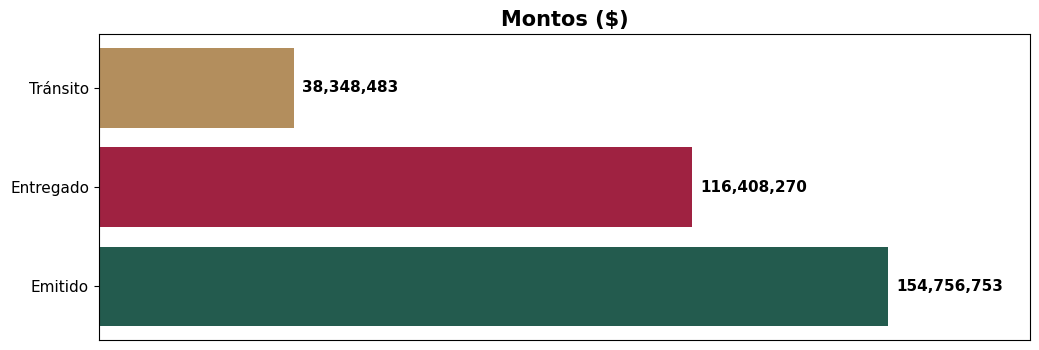 Montos ($)
Tránsito 38,348,483
Entregado 116,408,270
Emitido 154,756,753